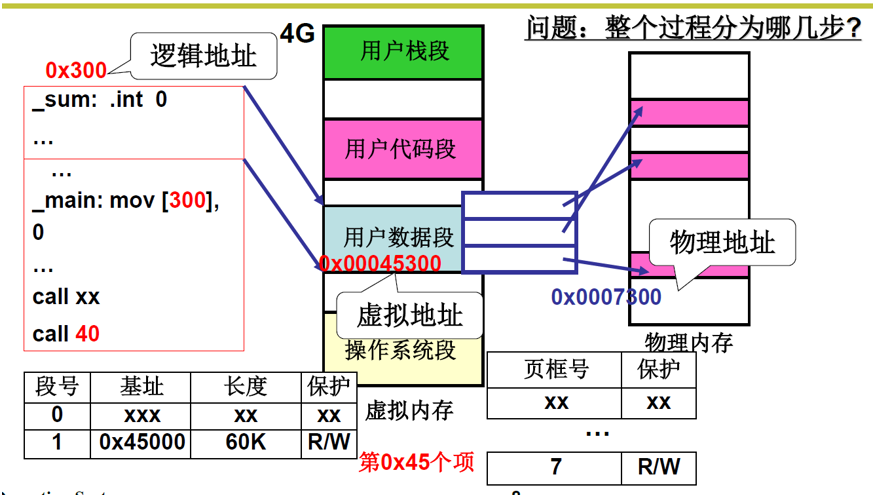 问题：整个过程分为哪几步?
逻辑地址
0x300
_sum: .int 0
…
…
_main: mov [300],
0
…
call xx
call 40
4G
用户栈段
用户代码段
用户数据段
0x00045300
虚拟地址
操作系统段
虚拟内存
物理地址
0x0007300
物理内存
段号 基址 长度 保护
0 xxx xx xx
1 0x45000 60K R/W
第0x45个项
页框号 保护
xx xx
…
7 R/W